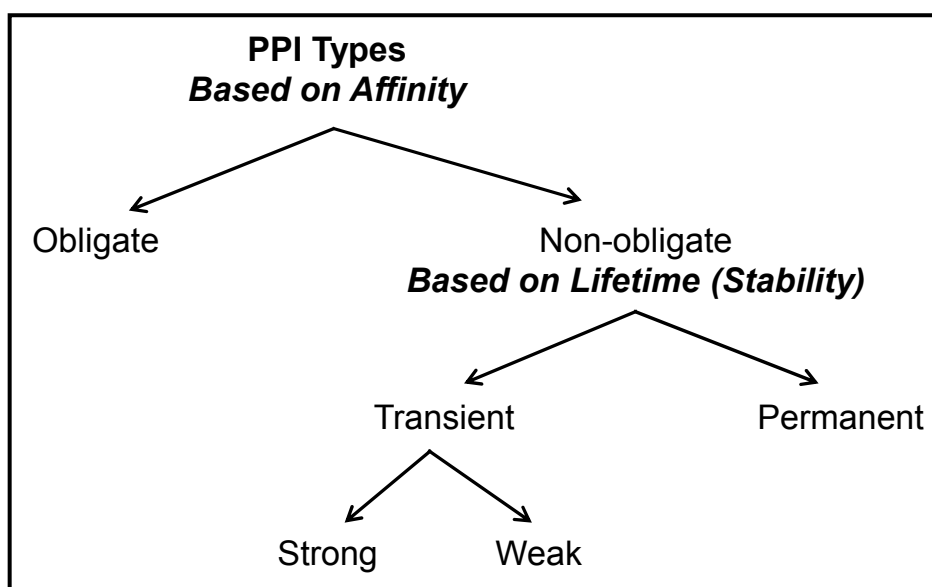 PPI Types
Based on Affinity
Obligate
Non-obligate
Based on Lifetime (Stability)
Transient
Permanent
Strong
Weak